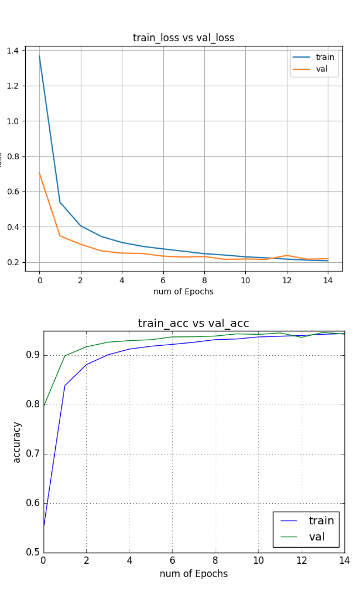 train_loss vs val_loss
1.4
1.2
1.0
0.8
0.6
0.4
0.2
train
val
0 2 4 6 8 10 12 14
num of Epochs
train_acc vs val_acc
0.9
0.8
0.7
0.6
0.5
accuracy
train
val
0 2 4 6 8 10 12 14
num of Epochs